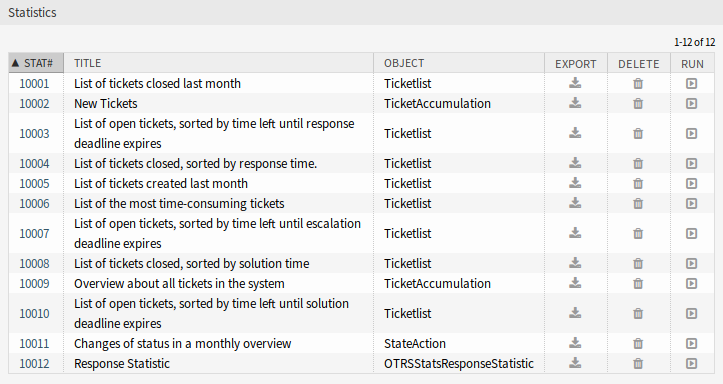 Statistics
1-12 of 12
▲ STAT# TITLE OBJECT EXPORT DELETE RUN
10001 List of tickets closed last month Ticketlist
10002 New Tickets TicketAccumulation
10003 List of open tickets, sorted by time left until response deadline expires Ticketlist
10004 List of tickets closed, sorted by response time. Ticketlist
10005 List of tickets created last month Ticketlist
10006 List of the most time-consuming tickets Ticketlist
10007 List of open tickets, sorted by time left until escalation deadline expires Ticketlist
10008 List of tickets closed, sorted by solution time Ticketlist
10009 Overview about all tickets in the system TicketAccumulation
10010 List of open tickets, sorted by time left until solution deadline expires Ticketlist
10011 Changes of status in a monthly overview StateAction
10012 Response Statistic OTRSStatsResponseStatistic